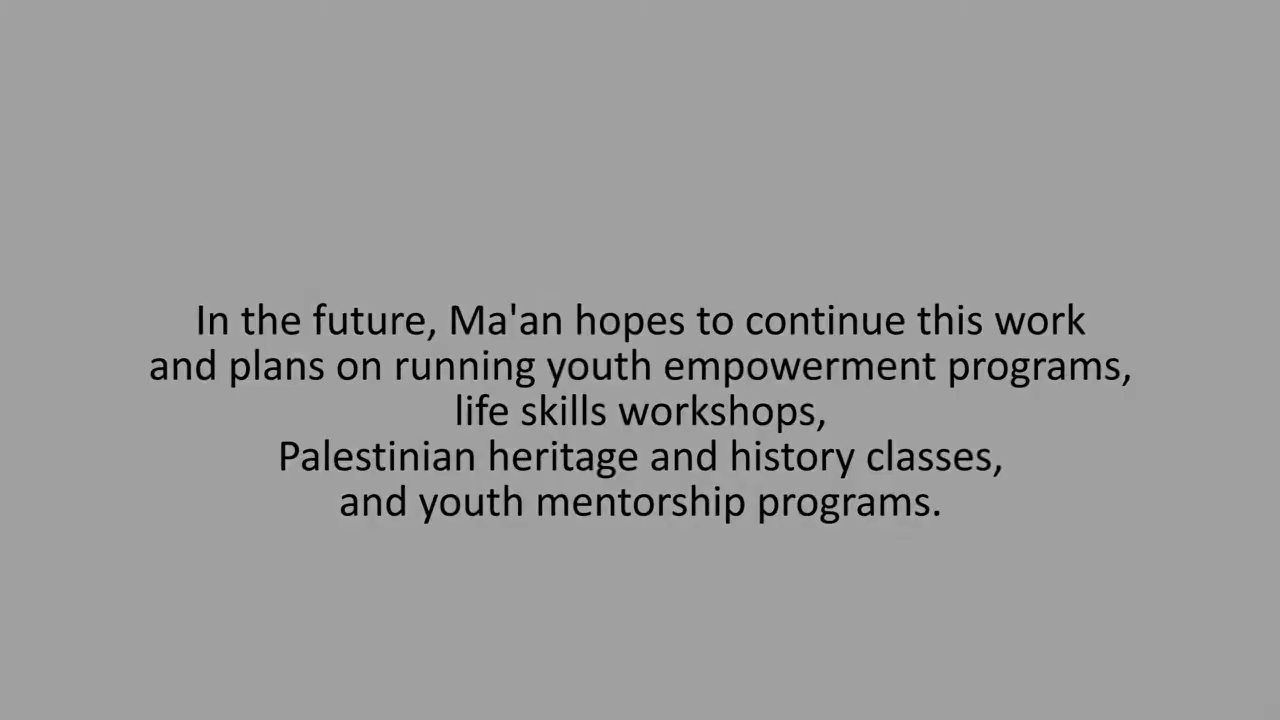 In the future, Ma'an hopes to continue this work
and plans on running youth empowerment programs,
life skills workshops,
Palestinian heritage and history classes,
and youth mentorship programs.